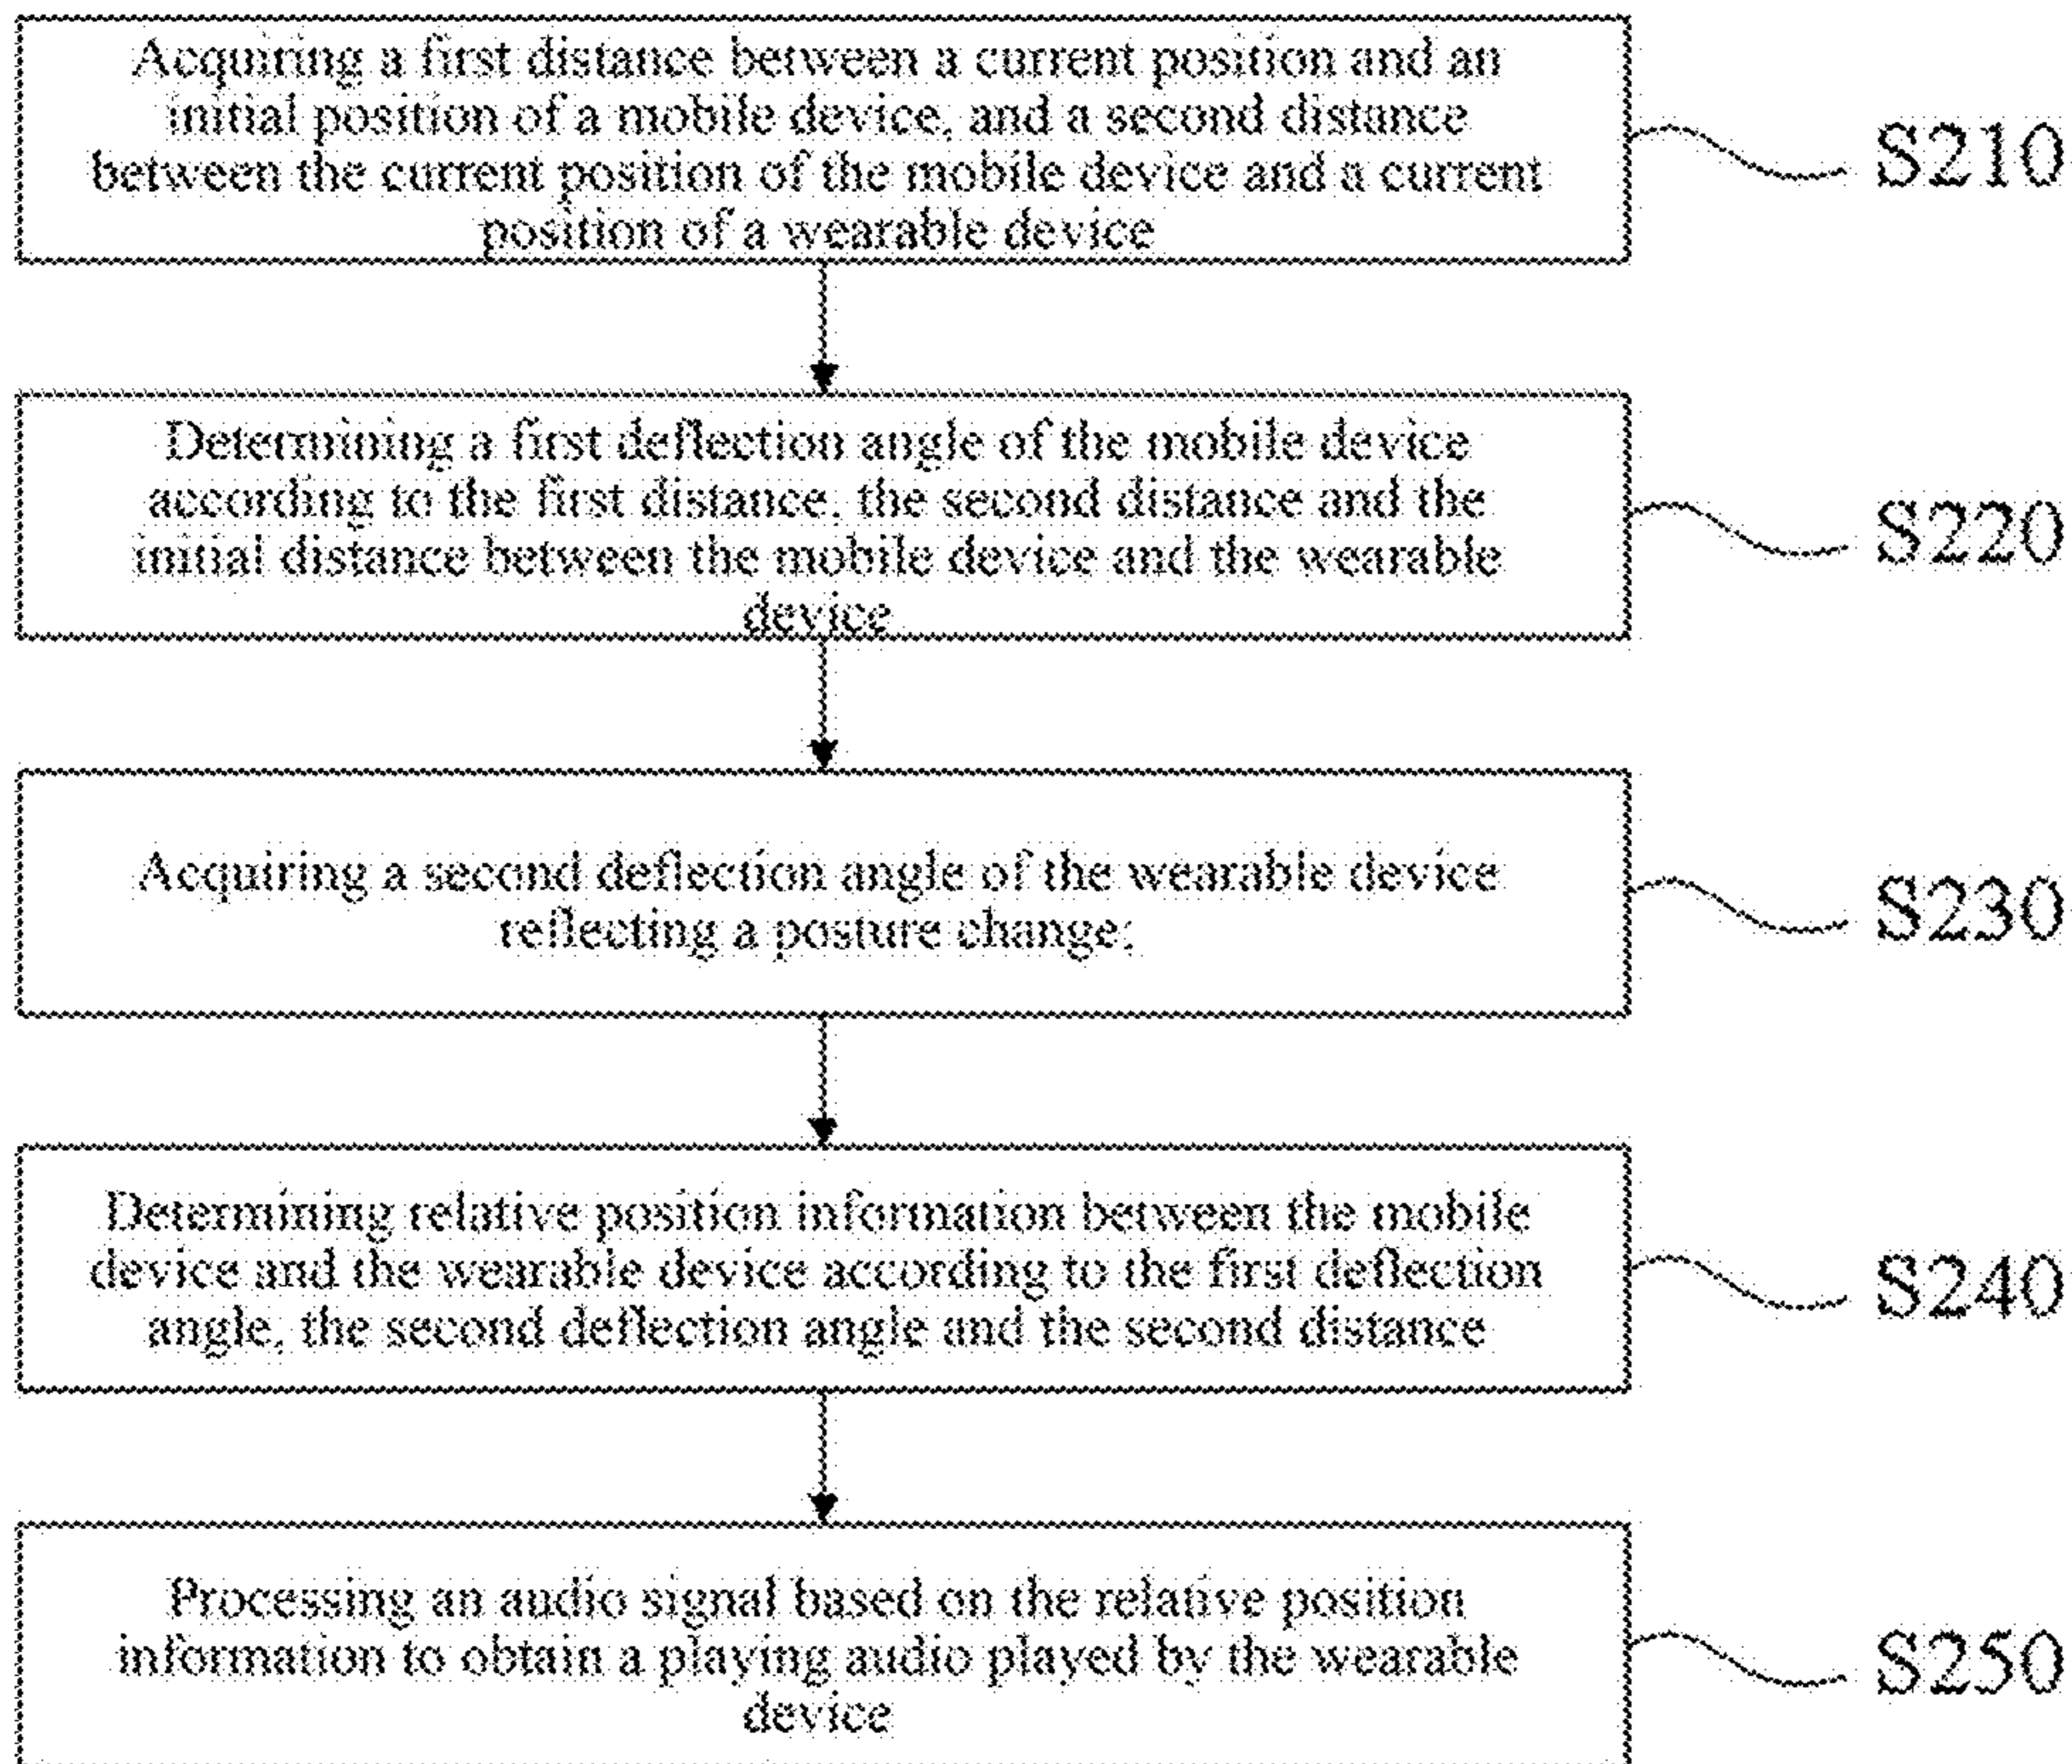 Acquiring a first distance between a current position and an
initial position of a mobile device, and a second distance
between the current position of the mobile device and a current
position of a wearable device
S210
Determining a first deflection angle of the mobile device
according to the first distance, the second distance and the
initial distance between the mobile device and the wearable
device
S220
Acquiring a second deflection angle of the wearable device
reflecting a posture change;
S230
Determining relative position information between the mobile
device and the wearable device according to the first deflection
angle, the second deflection angle and the second distance
S240
Processing an audio signal based on the relative position
information to obtain a playing audio played by the wearable
device
S250